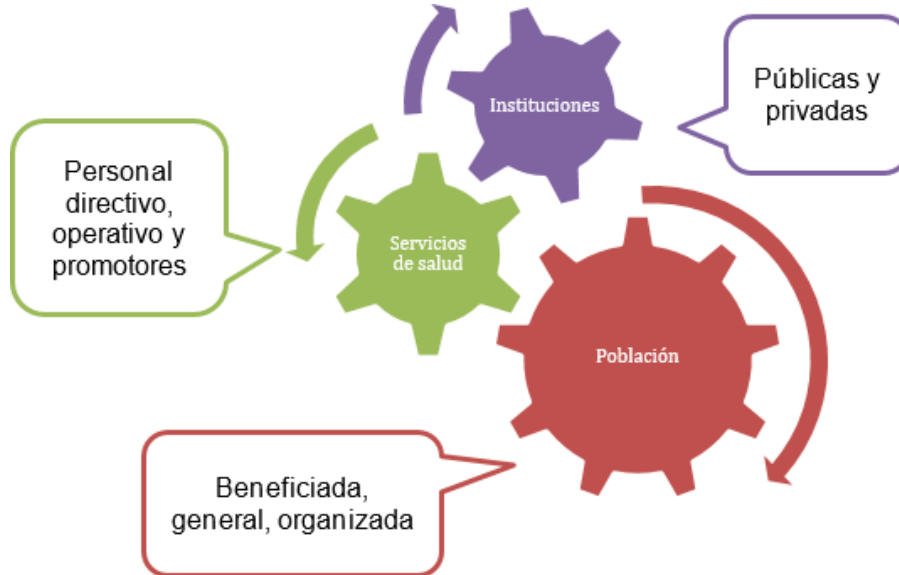 Instituciones
Públicas y
privadas
Personal
directivo,
operativo y
promotores
Servicios
de salud
Población
Beneficiada,
general, organizada